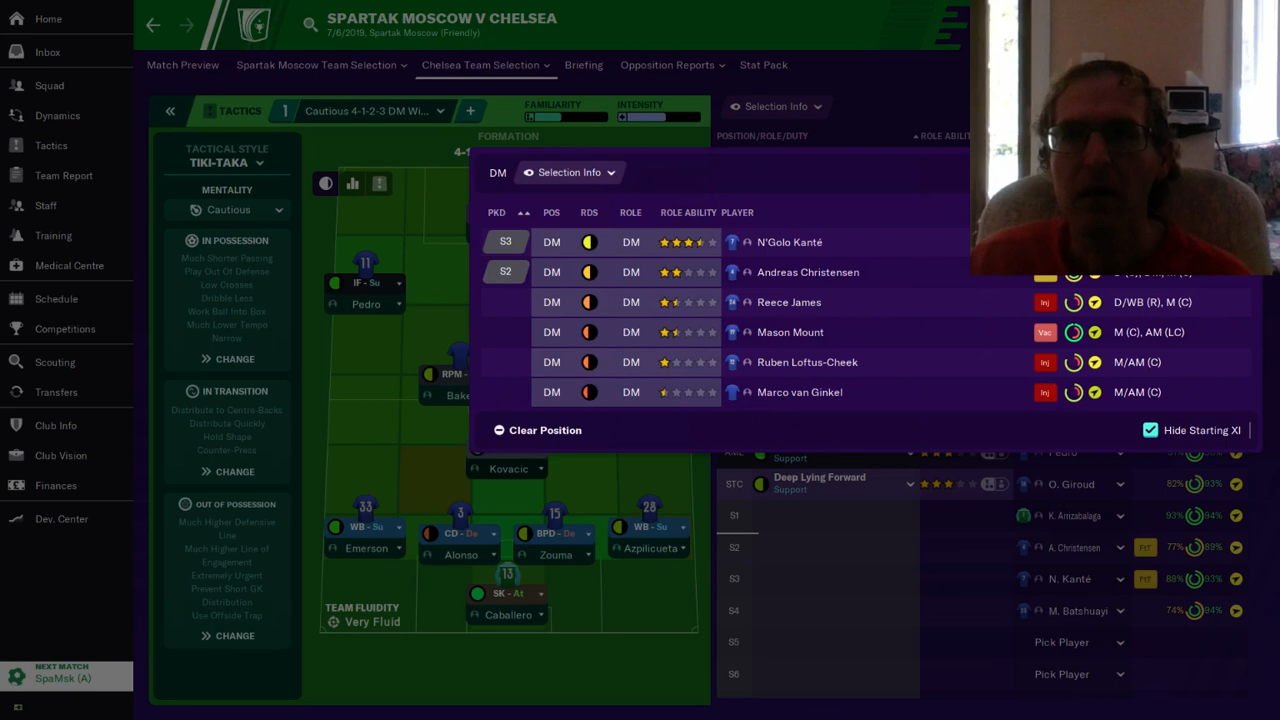 Home
Inbox
Squad
Dynamics
Tactics
Team Report
Staff
Training
Medical Centre
Schedule
Competitions
Scouting
Transfers
Club Info
Club Vision
Finances
Dev. Center
NEXT MATCH
SpaMsk (A)
SPARTAK MOSCOW V CHELSEA
7/6/2019, Spartak Moscow (Friendly)
Match Preview Spartak Moscow Team Selection Chelsea Team Selection Briefing Opposition Reports Stat Pack
TACTICS 1 Cautious 4-1-2-3 DM Wi... + FAMILIARITY INTENSITY
TACTICAL STYLE
TIKI-TAKA
MENTALITY
Cautious
IN POSSESSION
Much Shorter Passing
Play Out Of Defense
Low Crosses
Dribble Less
Work Ball Into Box
Much Lower Tempo
Narrow
CHANGE
IN TRANSITION
Distribute to Centre-Backs
Distribute Quickly
Hold Shape
Counter-Press
CHANGE
OUT OF POSSESSION
Much Higher Defensive
Line
Much Higher Line of
Engagement
Extremely Urgent
Prevent Short GK
Distribution
Use Offside Trap
CHANGE
FORMATION
4-1
11
IF - Su
Pedro
RPM -
Bake
Kovacic
33
WB - Su
Emerson
3
CD - De
Alonso
15
BPD - De
Zouma
28
WB - Su
Azpilicueta
13
SK - At
Caballero
TEAM FLUIDITY
Very Fluid
Selection Info
POSITION/ROLE/DUTY ROLE ABIL
DM Selection Info
PKD POS RDS ROLE ROLE ABILITY PLAYER
S3 DM DM N'Golo Kanté
S2 DM DM Andreas Christensen
DM DM Reece James Inj D/WB (R), M (C)
DM DM Mason Mount Vac M (C), AM (LC)
DM DM Ruben Loftus-Cheek Inj M/AM (C)
DM DM Marco van Ginkel Inj M/AM (C)
Clear Position Hide Starting XI
Support
STC Deep Lying Forward O. Giroud 82% 93%
Support
S1 K. Arrizabalaga 93% 94%
S2 A. Christensen FtT 77% 89%
S3 N. Kanté FtT 88% 93%
S4 M. Batshuayi 74% 94%
S5 Pick Player
S6 Pick Player